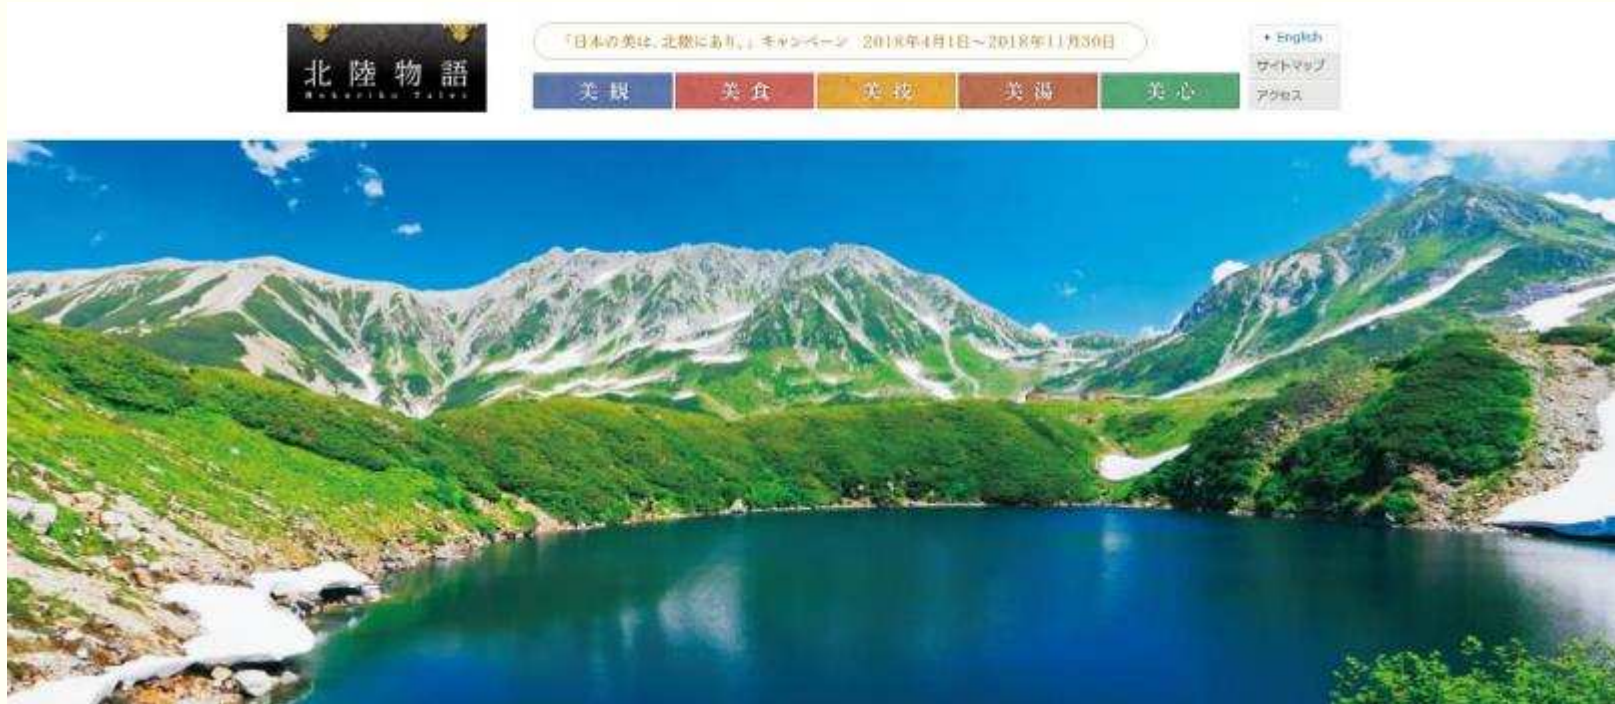 北陸物語
Hokuriku Tales
「日本の美は、北陸にあり。」キャンペーン 2018年4月1日～2018年11月30日
美観
美食
美技
美湯
美心
English
サイトマップ
アクセス